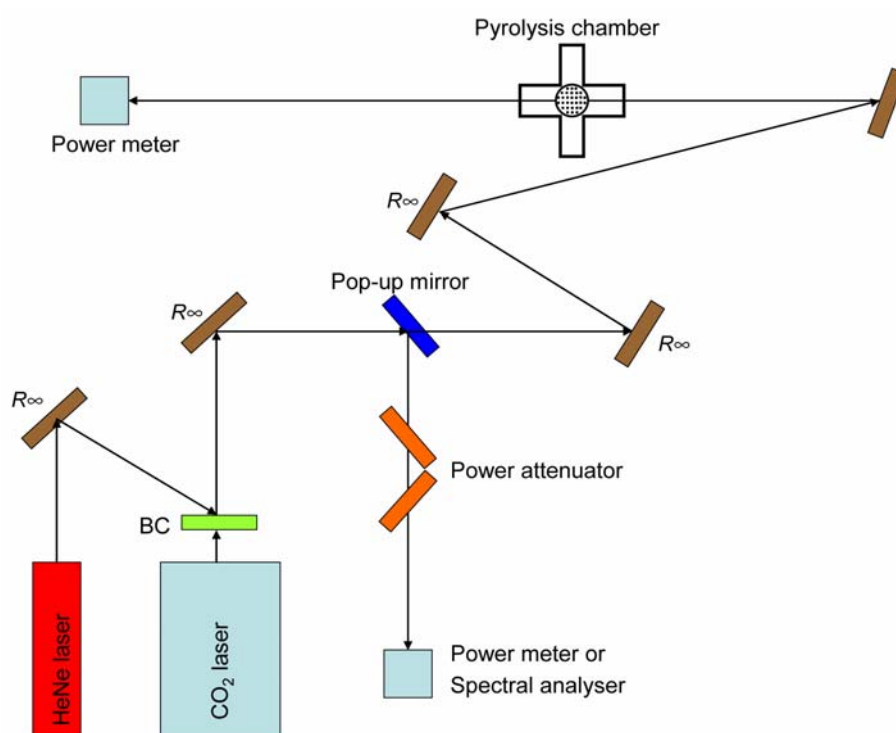 Pyrolysis chamber
Power meter
R∞
Pop-up mirror
R∞
R∞
R∞
Power attenuator
BC
HeNe laser
CO₂ laser
Power meter or
Spectral analyser